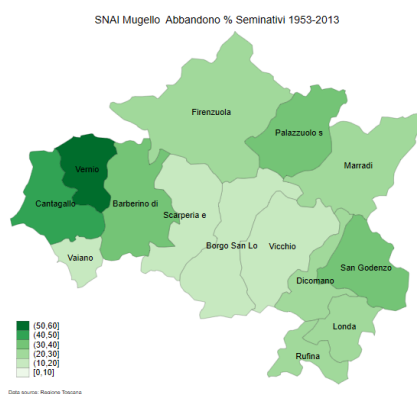 SNAI Mugello Abbandono % Seminativi 1953-2013
Firenzuola
Palazzuolo s
Vernio
Marradi
Cantagallo
Barberino di
Scarperia e
Borgo San Lo
Vicchio
Vaiano
San Godenzo
Dicomano
Londa
Rufina
(50,60]
(40,50]
(30,40]
(20,30]
(10,20]
[0,10]
Data source: Regione Toscana